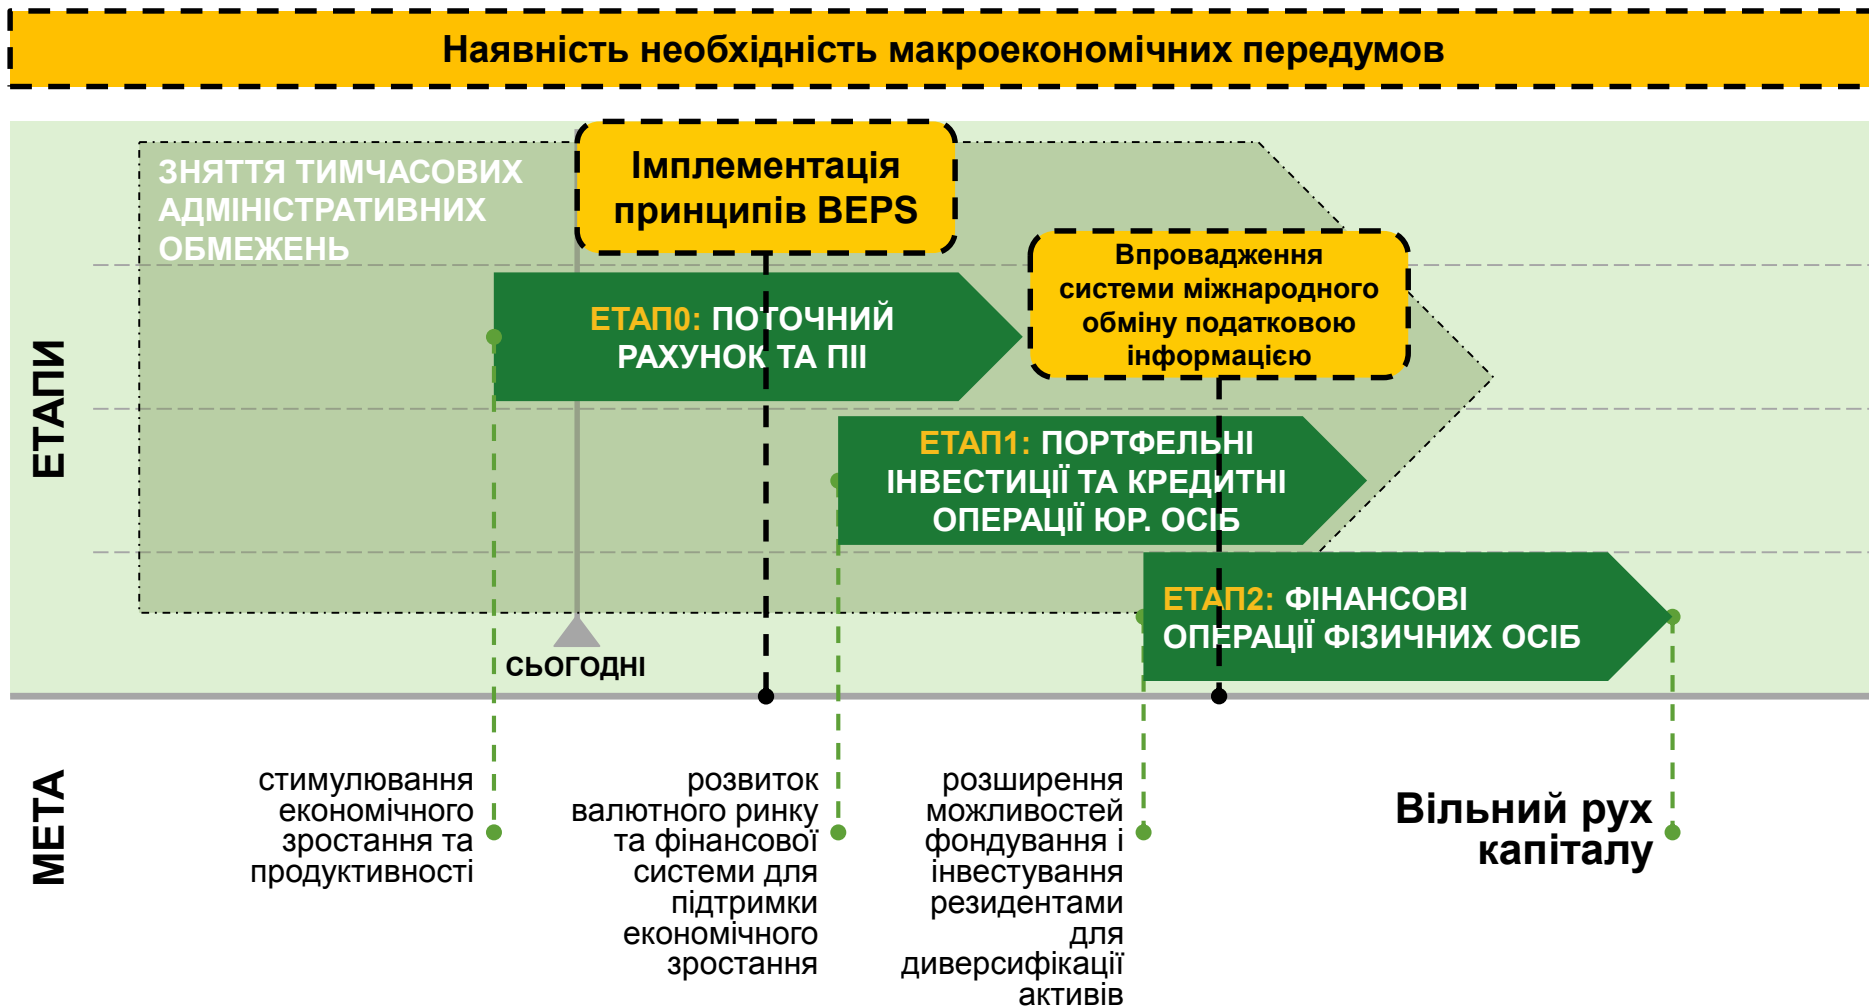 Наявність необхідність макроекономічних передумов
ЗНЯТТЯ ТИМЧАСОВИХ
АДМІНІСТРАТИВНИХ
ОБМЕЖЕНЬ
Імплементація
принципів BEPS
Впровадження
системи міжнародного
обміну податковою
інформацією
ЕТАПИ
ЕТАП0: ПОТОЧНИЙ
РАХУНОК ТА ПІІ
ЕТАП1: ПОРТФЕЛЬНІ
ІНВЕСТИЦІЇ ТА КРЕДИТНІ
ОПЕРАЦІЇ ЮР. ОСІБ
ЕТАП2: ФІНАНСОВІ
ОПЕРАЦІЇ ФІЗИЧНИХ ОСІБ
СЬОГОДНІ
МЕТА
стимулювання
економічного
зростання та
продуктивності
розвиток
валютного ринку
та фінансової
системи для
підтримки
економічного
зростання
розширення
можливостей
фондування і
інвестування
резидентами
для
диверсифікації
активів
Вільний рух
капіталу